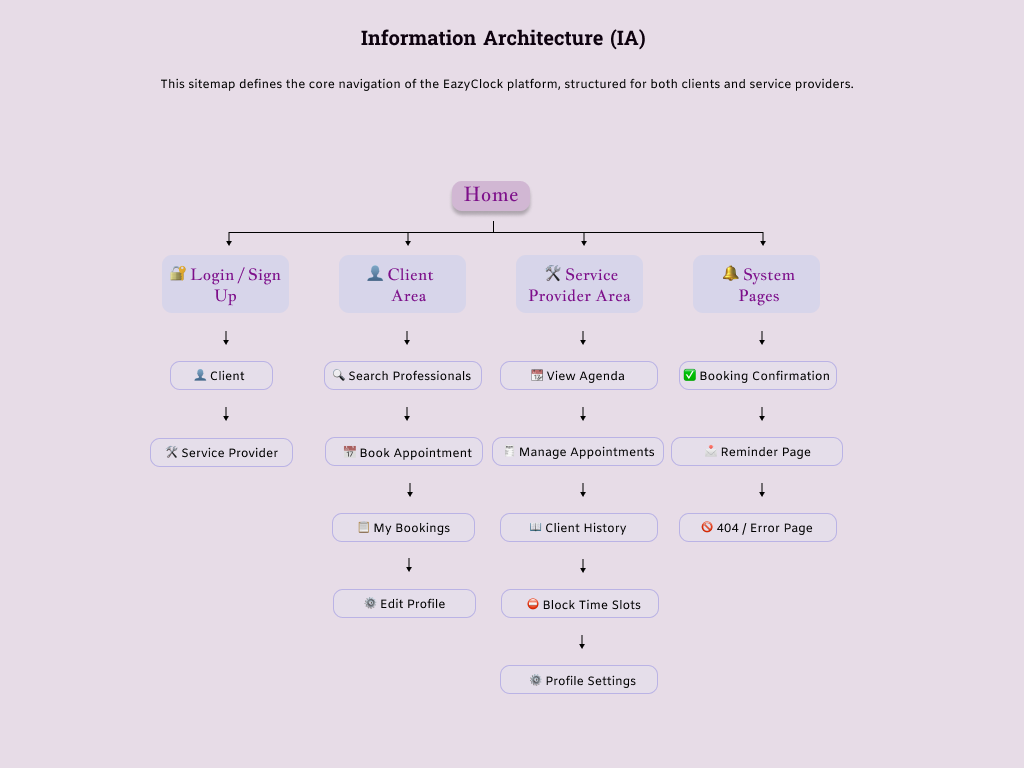 Information Architecture (IA)
This sitemap defines the core navigation of the EazyClock platform, structured for both clients and service providers.
Home
🔐 Login / Sign
Up
👤 Client
Area
🛠 Service
Provider Area
🔔 System
Pages
👤 Client
🔍 Search Professionals
📆 View Agenda
✅ Booking Confirmation
🛠 Service Provider
📅 Book Appointment
Manage Appointments
📩 Reminder Page
My Bookings
📖 Client History
🚫 404 / Error Page
⚙ Edit Profile
⛔ Block Time Slots
⚙ Profile Settings